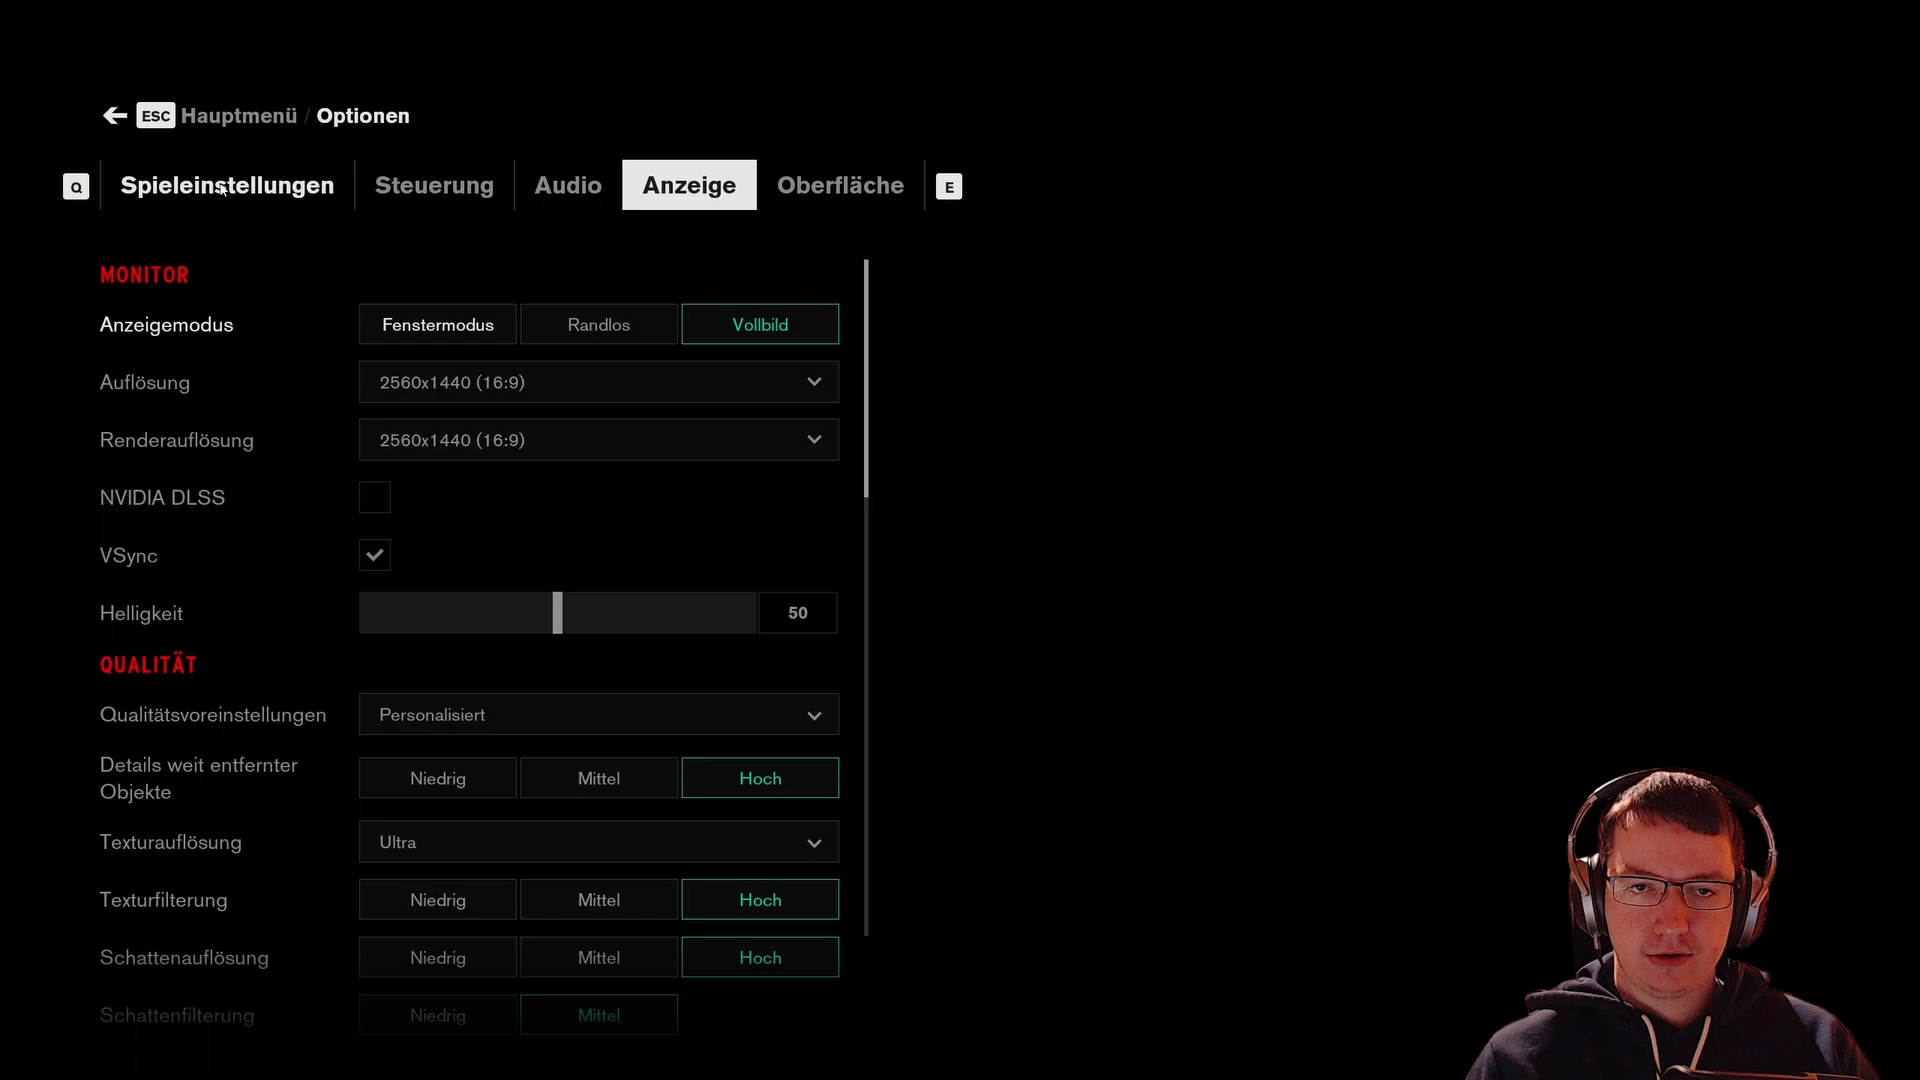 ESC Hauptmenü / Optionen
Q Spieleinstellungen Steuerung Audio Anzeige Oberfläche E
MONITOR
Anzeigemodus Fenstermodus Randlos Vollbild
Auflösung 2560x1440 (16:9)
Renderauflösung 2560x1440 (16:9)
NVIDIA DLSS
VSync
Helligkeit 50
QUALITÄT
Qualitätsvoreinstellungen Personalisiert
Details weit entfernter
Objekte Niedrig Mittel Hoch
Texturauflösung Ultra
Texturfilterung Niedrig Mittel Hoch
Schattenauflösung Niedrig Mittel Hoch
Schattenfilterung Niedrig Mittel